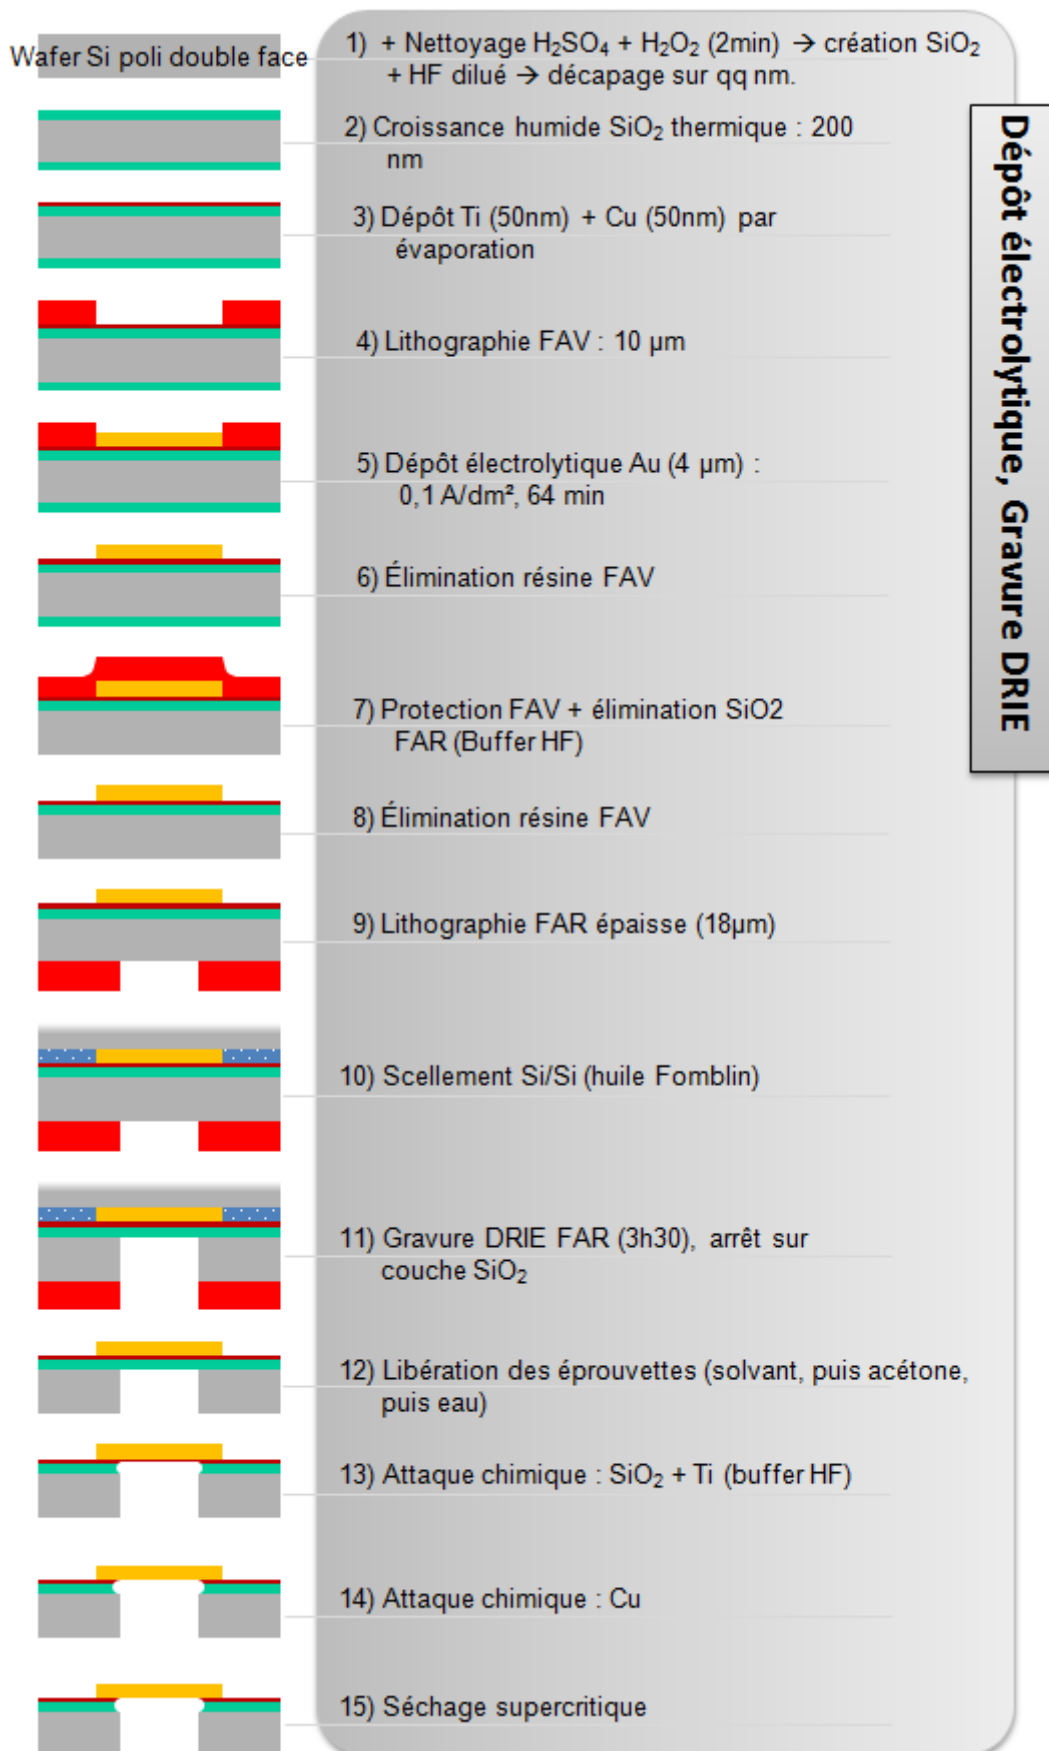 Wafer Si poli double face
1) + Nettoyage H₂SO₄ + H₂O₂ (2min) → création SiO₂
+ HF dilué → décapage sur qq nm.
2) Croissance humide SiO₂ thermique : 200
nm
3) Dépôt Ti (50nm) + Cu (50nm) par
évaporation
4) Lithographie FAV : 10 µm
5) Dépôt électrolytique Au (4 µm) :
0,1 A/dm², 64 min
6) Élimination résine FAV
7) Protection FAV + élimination SiO2
FAR (Buffer HF)
8) Élimination résine FAV
9) Lithographie FAR épaisse (18µm)
10) Scellement Si/Si (huile Fomblin)
11) Gravure DRIE FAR (3h30), arrêt sur
couche SiO₂
12) Libération des éprouvettes (solvant, puis acétone,
puis eau)
13) Attaque chimique : SiO₂ + Ti (buffer HF)
14) Attaque chimique : Cu
15) Séchage supercritique
Dépôt électrolytique, Gravure DRIE